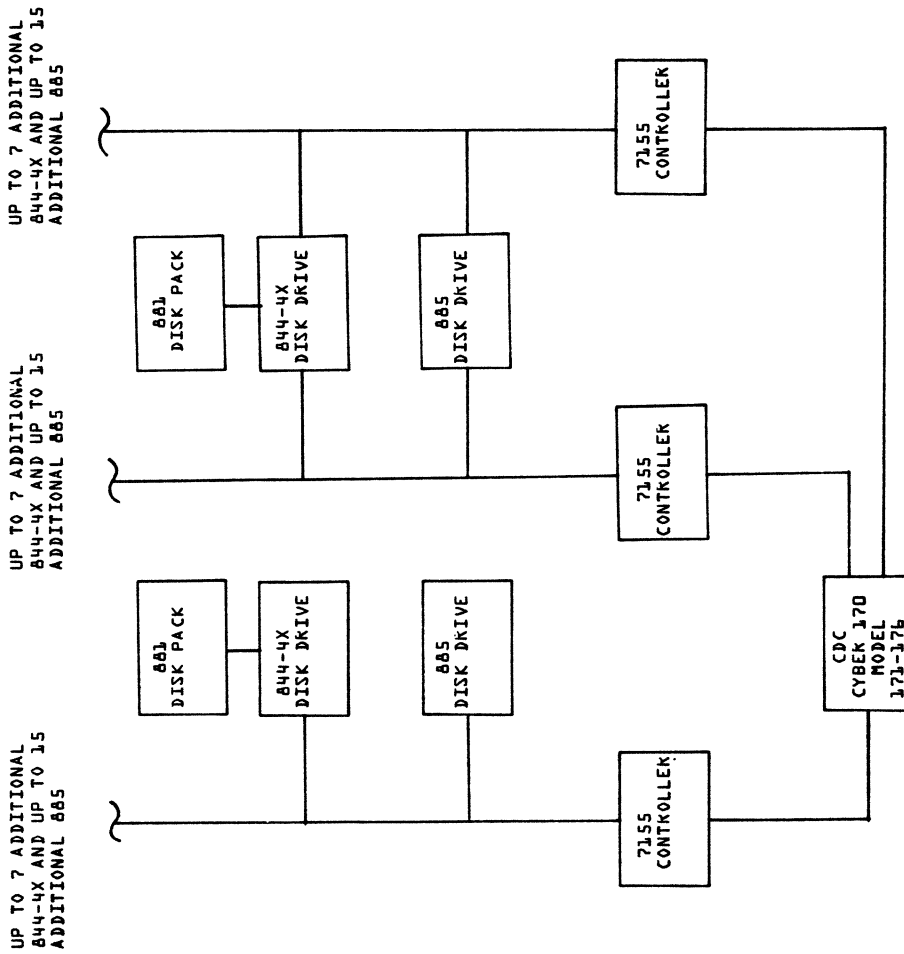 UP TO 7 ADDITIONAL
844-4X AND UP TO 15
ADDITIONAL 885
UP TO 7 ADDITIONAL
844-4X AND UP TO 15
ADDITIONAL 885
UP TO 7 ADDITIONAL
844-4X AND UP TO 15
ADDITIONAL 885
881
DISK PACK
881
DISK PACK
844-4X
DISK DRIVE
844-4X
DISK DRIVE
885
DISK DRIVE
885
DISK DRIVE
7155
CONTROLLER
7155
CONTROLLER
7155
CONTROLLER
CDC
CYBER 170
MODEL
171-176